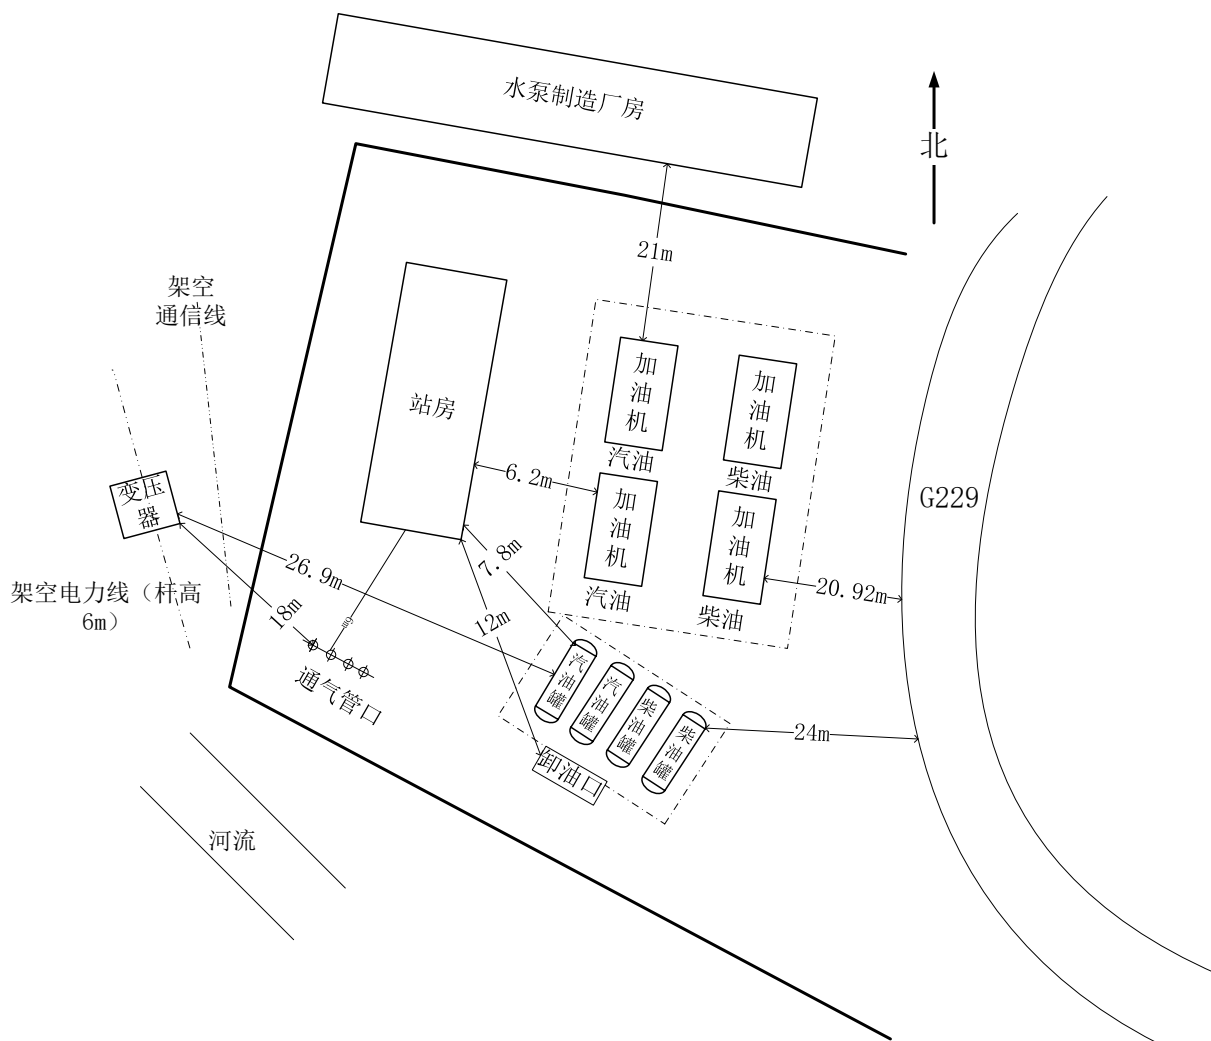 水泵制造厂房
北
21m
架空
通信线
加
油
机
汽油
加
油
机
柴油
站房
6.2m
加
油
机
汽油
加
油
机
柴油
G229
变压
器
26.9m
7.8m
20.92m
架空电力线（杆高
6m）
18m
12m
通气管口
汽
油
罐
汽
油
罐
柴
油
罐
柴
油
罐
24m
卸油口
河流